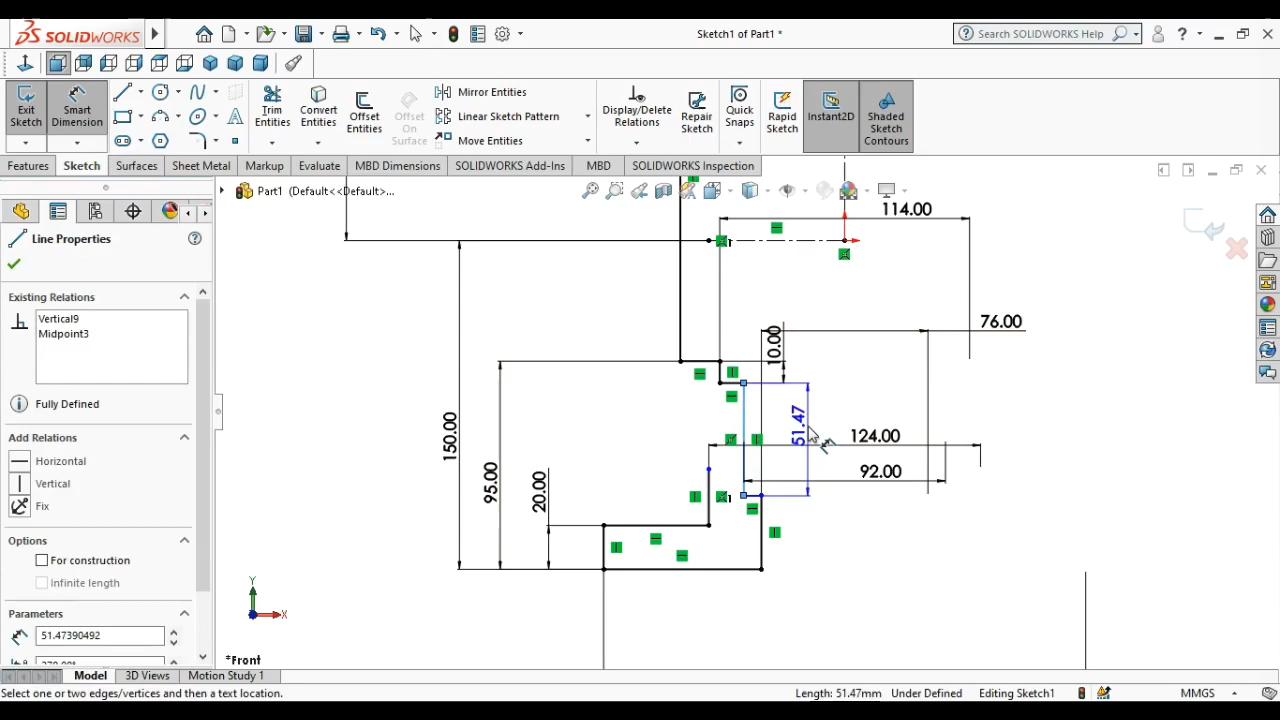 SOLIDWORKS
Sketch1 of Part1 *
Search SOLIDWORKS Help
Exit Sketch
Smart Dimension
Trim Entities
Convert Entities
Offset Entities
Offset On Surface
Mirror Entities
Linear Sketch Pattern
Move Entities
Display/Delete Relations
Repair Sketch
Quick Snaps
Rapid Sketch
Instant2D
Shaded Sketch Contours
Features
Sketch
Surfaces
Sheet Metal
Markup
Evaluate
MBD Dimensions
SOLIDWORKS Add-Ins
MBD
SOLIDWORKS Inspection
Part1 (Default<<Default>...
Line Properties
Existing Relations
Vertical9
Midpoint3
Fully Defined
Add Relations
Horizontal
Vertical
Fix
Options
For construction
Infinite length
Parameters
51.47390492
114.00
76.00
10.00
51.47
124.00
92.00
150.00
95.00
20.00
1
1
Y
X
*Front
Model
3D Views
Motion Study 1
Select one or two edges/vertices and then a text location.
Length: 51.47mm
Under Defined
Editing Sketch1
MMGS